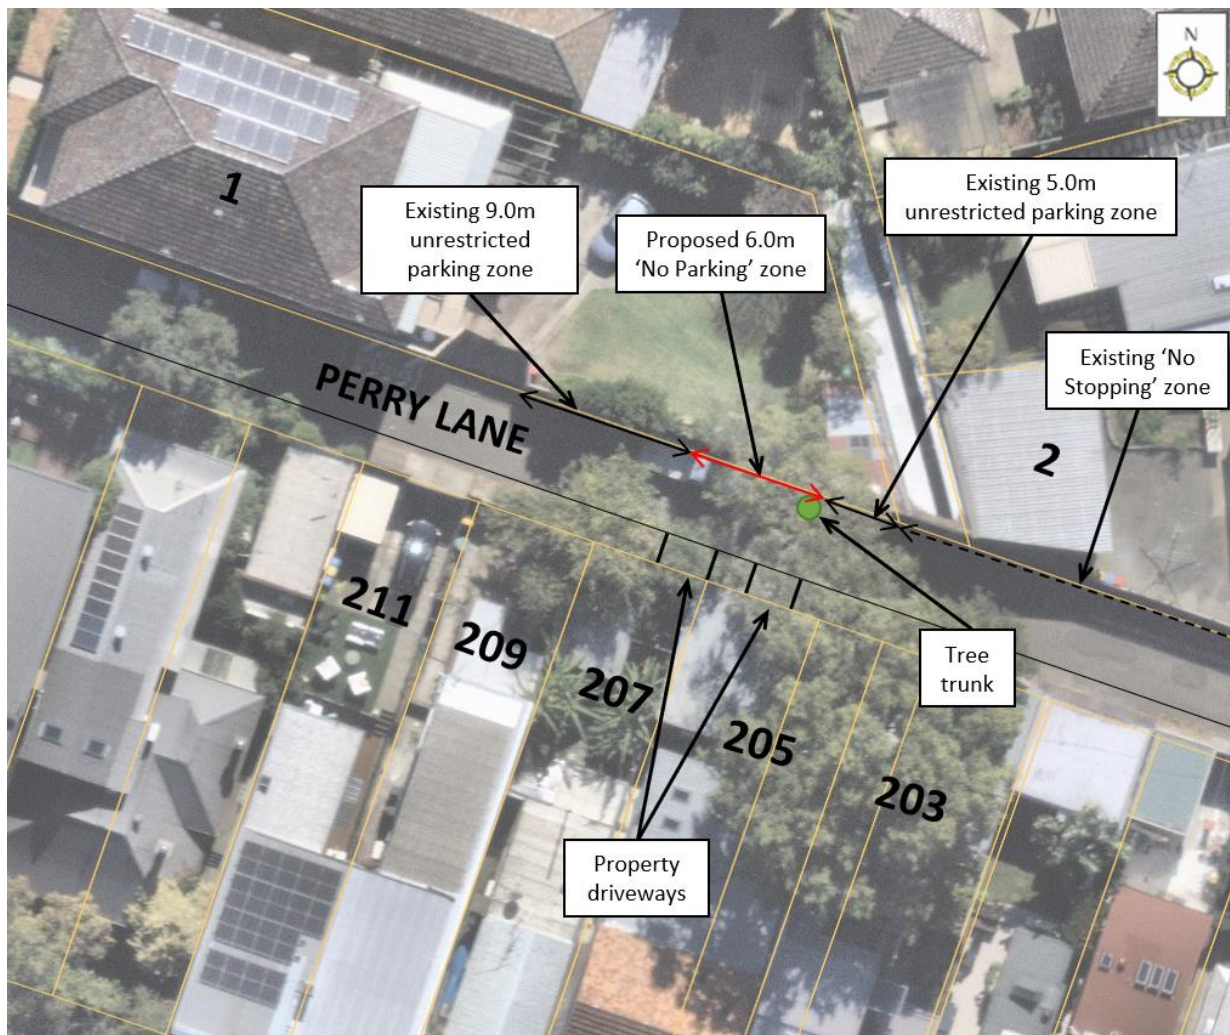 N
1
Existing 9.0m
unrestricted
parking zone
Proposed 6.0m
‘No Parking’ zone
Existing 5.0m
unrestricted parking zone
Existing ‘No
Stopping’ zone
PERRY LANE
2
211
209
207
205
203
Tree
trunk
Property
driveways